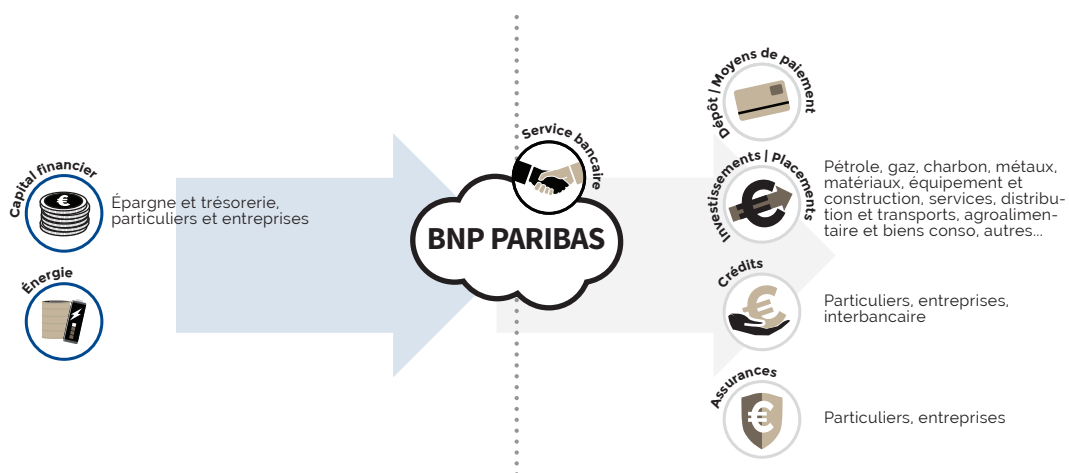 Capital financier
Épargne et trésorerie,
particuliers et entreprises
Énergie
Service bancaire
BNP PARIBAS
Dépôt | Moyens de paiement
Investissements | Placements
Pétrole, gaz, charbon, métaux,
matériaux, équipement et
construction, services, distribu-
tion et transports, agroalimen-
taire et biens conso, autres...
Crédits
Particuliers, entreprises,
interbancaire
Assurances
Particuliers, entreprises